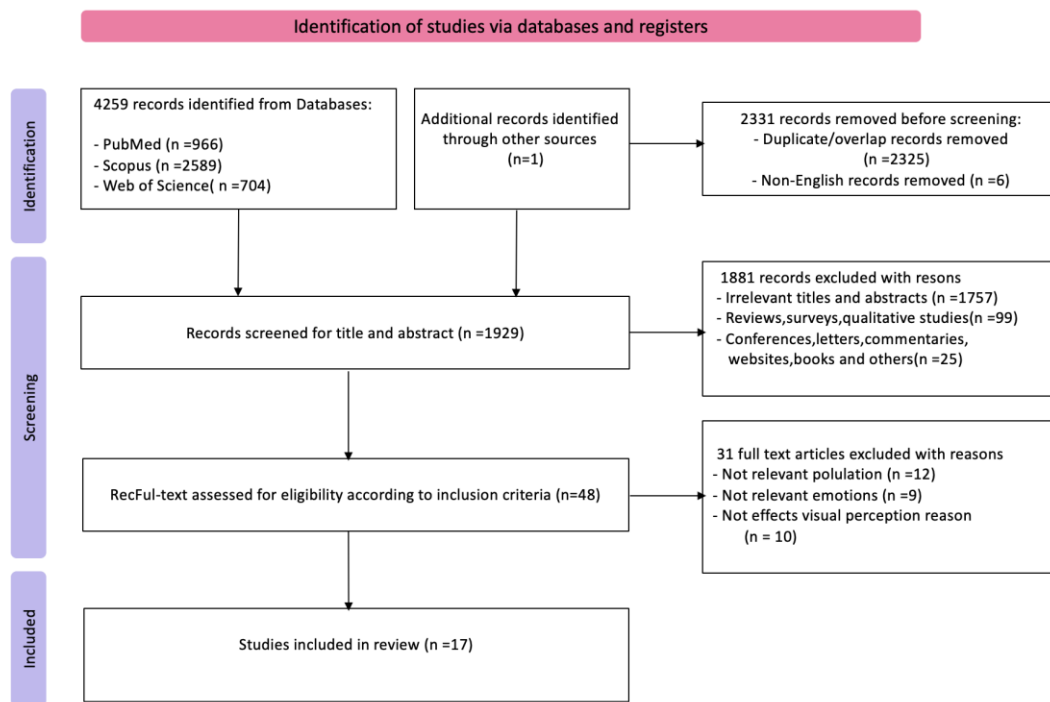 Identification of studies via databases and registers
Identification
4259 records identified from Databases:
- PubMed (n =966)
- Scopus (n =2589)
- Web of Science( n =704)
Additional records identified
through other sources
(n=1)
2331 records removed before screening:
- Duplicate/overlap records removed
(n =2325)
- Non-English records removed (n =6)
Screening
Records screened for title and abstract (n =1929)
1881 records excluded with resons
- Irrelevant titles and abstracts (n =1757)
- Reviews,surveys,qualitative studies(n =99)
- Conferences,letters,commentaries,
websites,books and others(n =25)
RecFul-text assessed for eligibility according to inclusion criteria (n=48)
31 full text articles excluded with reasons
- Not relevant polulation (n =12)
- Not relevant emotions (n =9)
- Not effects visual perception reason
(n = 10)
Included
Studies included in review (n =17)